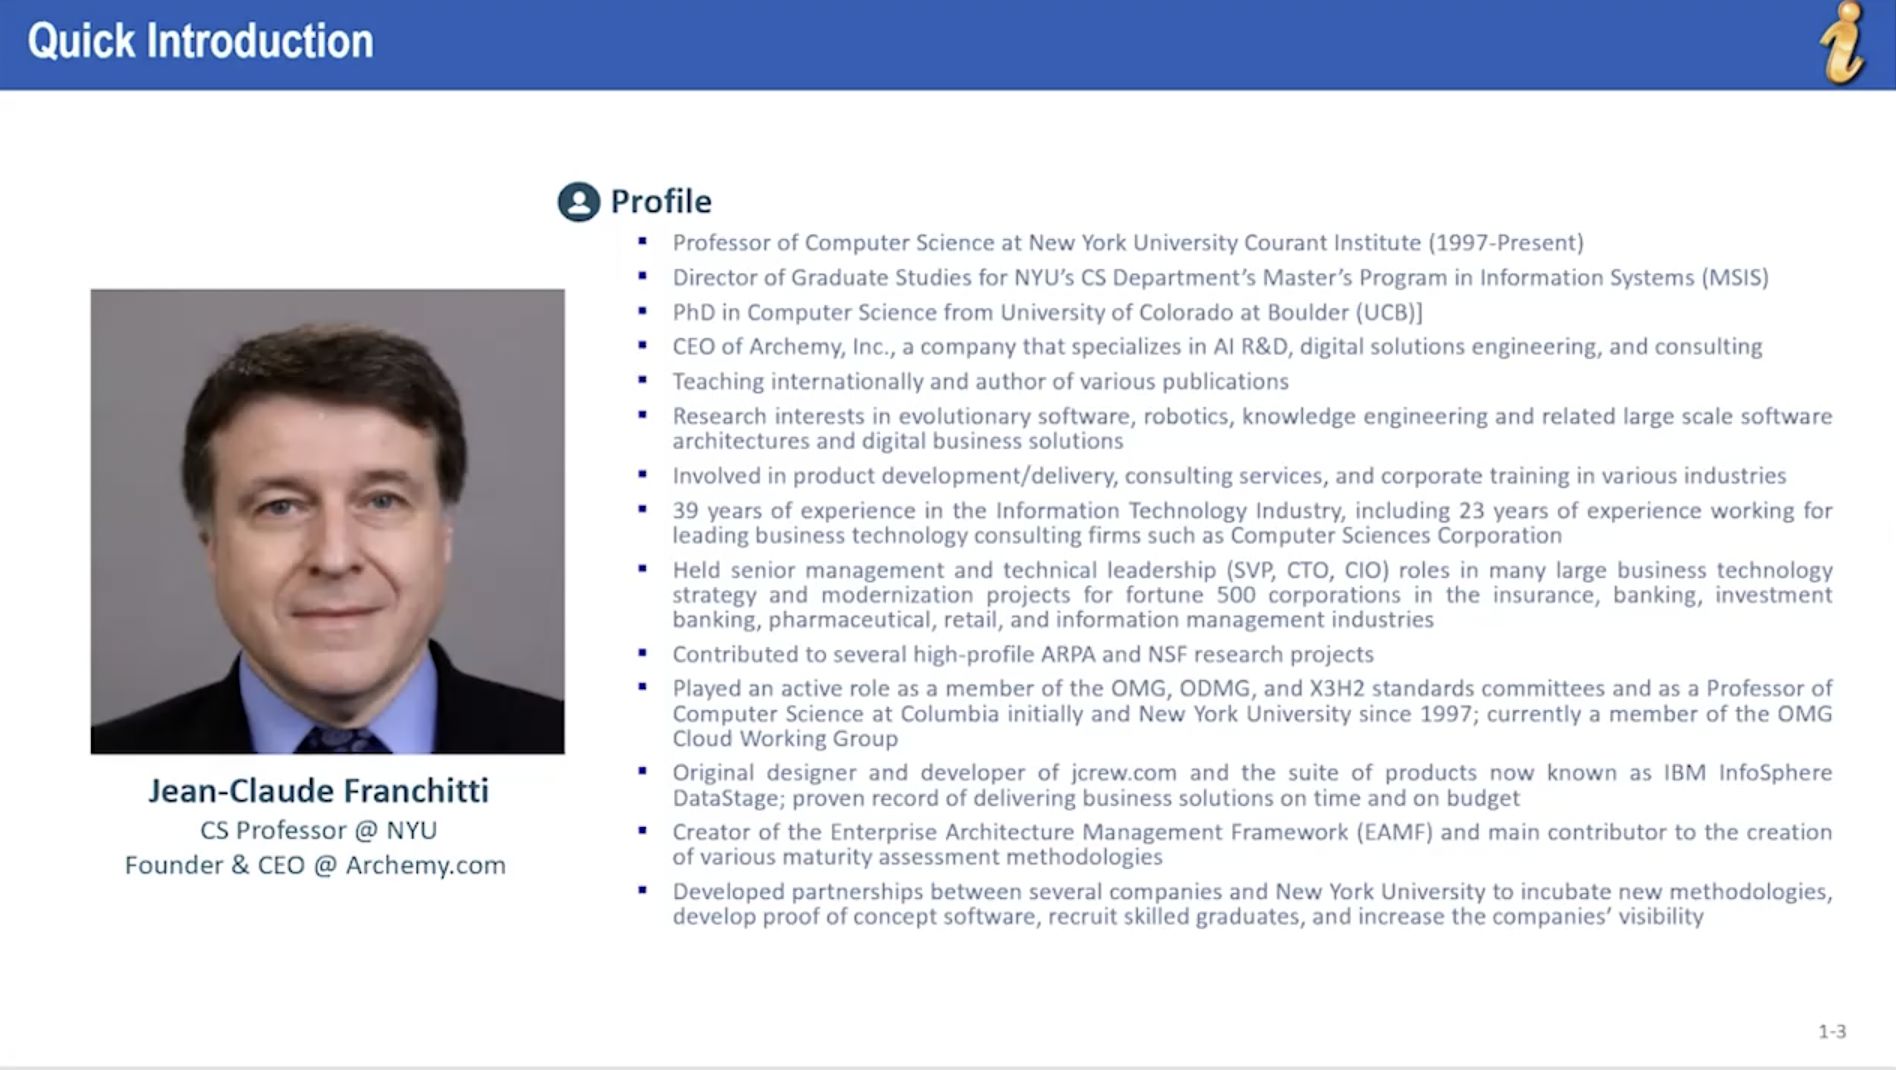 Quick Introduction
Profile
Professor of Computer Science at New York University Courant Institute (1997-Present)
Director of Graduate Studies for NYU's CS Department's Master's Program in Information Systems (MSIS)
PhD in Computer Science from University of Colorado at Boulder (UCB)]
CEO of Archemy, Inc., a company that specializes in AI R&D, digital solutions engineering, and consulting
Teaching internationally and author of various publications
Research interests in evolutionary software, robotics, knowledge engineering and related large scale software
architectures and digital business solutions
Involved in product development/delivery, consulting services, and corporate training in various industries
39 years of experience in the Information Technology Industry, including 23 years of experience working for
leading business technology consulting firms such as Computer Sciences Corporation
Held senior management and technical leadership (SVP, CTO, CIO) roles in many large business technology
strategy and modernization projects for fortune 500 corporations in the insurance, banking, investment
banking, pharmaceutical, retail, and information management industries
Contributed to several high-profile ARPA and NSF research projects
Played an active role as a member of the OMG, ODMG, and X3H2 standards committees and as a Professor of
Computer Science at Columbia initially and New York University since 1997; currently a member of the OMG
Cloud Working Group
Original designer and developer of jcrew.com and the suite of products now known as IBM InfoSphere
DataStage; proven record of delivering business solutions on time and on budget
Creator of the Enterprise Architecture Management Framework (EAMF) and main contributor to the creation
of various maturity assessment methodologies
Developed partnerships between several companies and New York University to incubate new methodologies,
develop proof of concept software, recruit skilled graduates, and increase the companies' visibility
Jean-Claude Franchitti
CS Professor @ NYU
Founder & CEO @ Archemy.com
1-3